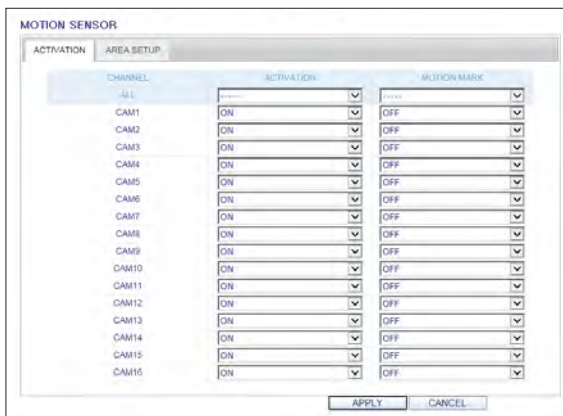 MOTION SENSOR
ACTIVATION AREA SETUP
CHANNEL ACTIVATION MOTION MARK
ALL ------ -----
CAM1 ON OFF
CAM2 ON OFF
CAM3 ON OFF
CAM4 ON OFF
CAM5 ON OFF
CAM6 ON OFF
CAM7 ON OFF
CAM8 ON OFF
CAM9 ON OFF
CAM10 ON OFF
CAM11 ON OFF
CAM12 ON OFF
CAM13 ON OFF
CAM14 ON OFF
CAM15 ON OFF
CAM16 ON OFF
APPLY CANCEL